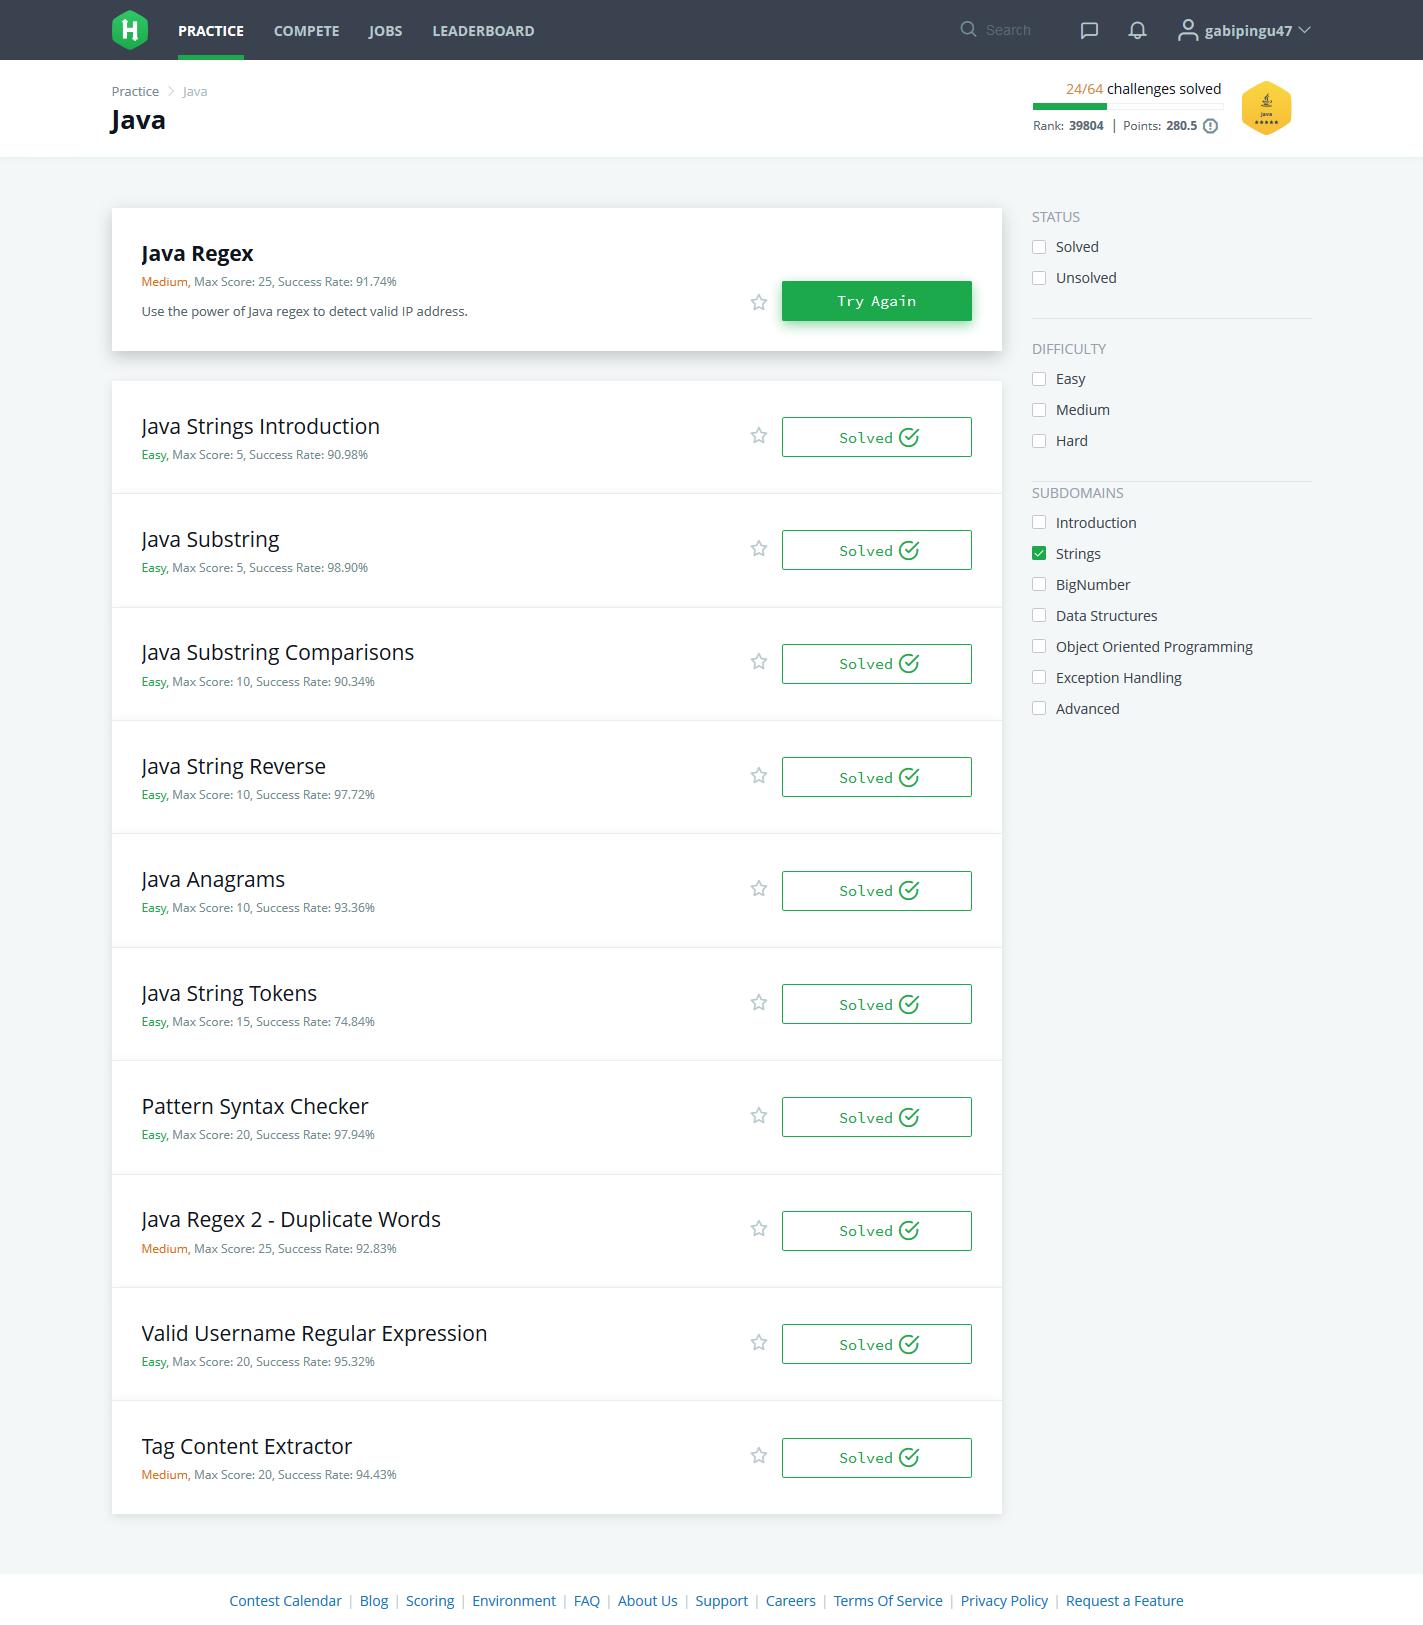 H PRACTICE COMPETE JOBS LEADERBOARD Search gabipingu47
Practice Java
Java
24/64 challenges solved
Rank: 39804 | Points: 280.5
Java
Java Regex
Medium, Max Score: 25, Success Rate: 91.74%
Use the power of Java regex to detect valid IP address.
Try Again
Java Strings Introduction
Easy, Max Score: 5, Success Rate: 90.98%
Solved
Java Substring
Easy, Max Score: 5, Success Rate: 98.90%
Solved
Java Substring Comparisons
Easy, Max Score: 10, Success Rate: 90.34%
Solved
Java String Reverse
Easy, Max Score: 10, Success Rate: 97.72%
Solved
Java Anagrams
Easy, Max Score: 10, Success Rate: 93.36%
Solved
Java String Tokens
Easy, Max Score: 15, Success Rate: 74.84%
Solved
Pattern Syntax Checker
Easy, Max Score: 20, Success Rate: 97.94%
Solved
Java Regex 2 - Duplicate Words
Medium, Max Score: 25, Success Rate: 92.83%
Solved
Valid Username Regular Expression
Easy, Max Score: 20, Success Rate: 95.32%
Solved
Tag Content Extractor
Medium, Max Score: 20, Success Rate: 94.43%
Solved
STATUS
Solved
Unsolved
DIFFICULTY
Easy
Medium
Hard
SUBDOMAINS
Introduction
Strings
BigNumber
Data Structures
Object Oriented Programming
Exception Handling
Advanced
Contest Calendar | Blog | Scoring | Environment | FAQ | About Us | Support | Careers | Terms Of Service | Privacy Policy | Request a Feature